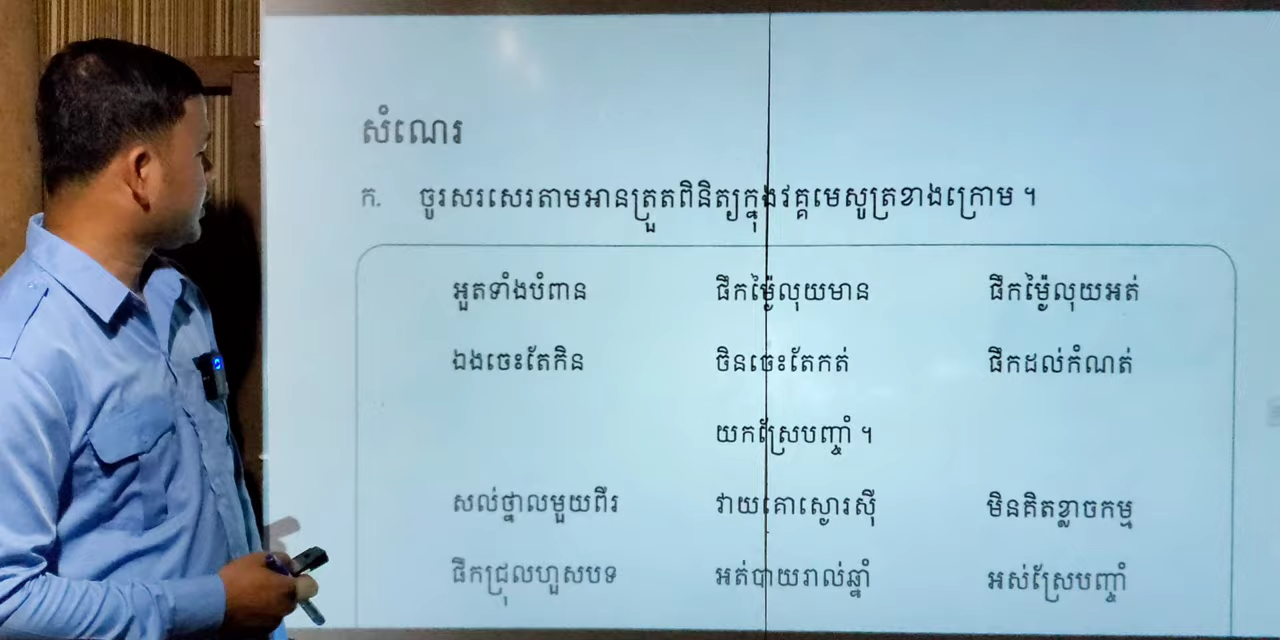 សំណេរ
ក. ចូរសរសេរតាមអានត្រួតពិនិត្យក្នុងវគ្គមេសូត្រខាងក្រោម ។
អួតទាំងបំពាន ផឹកម្ល៉ៃលុយមាន ផឹកម្ល៉ៃលុយអត់
ឯងចេះតែកិន ថិនចេះតែកត់ ផឹកដល់កំណត់
យកស្រែបញ្ចាំ ។
សល់ថ្នាលមួយពីរ វាយគោស្ងោរស៊ី មិនគិតខ្លាចកម្ម
ផឹកជ្រុលហួសបទ អត់បាយរាល់ឆ្នាំ អស់ស្រែបញ្ចាំ